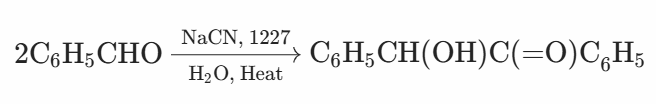 2C₆H₅CHO NaCN, 1227 H₂O, Heat → C₆H₅CH(OH)C(=O)C₆H₅